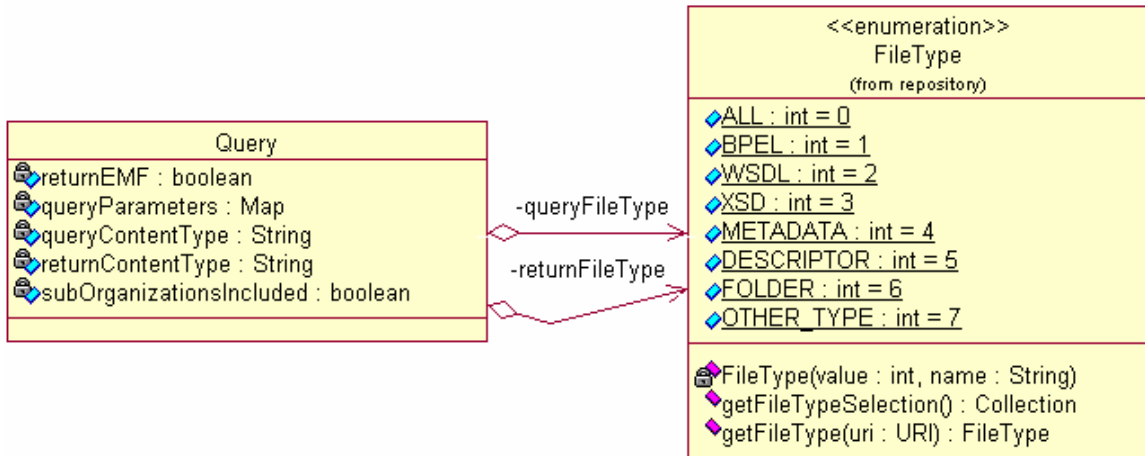 Query
returnEMF : boolean
queryParameters : Map
queryContentType : String
returnContentType : String
subOrganizationsIncluded : boolean
-queryFileType
-returnFileType
<<enumeration>>
FileType
(from repository)
ALL : int = 0
BPEL : int = 1
WSDL : int = 2
XSD : int = 3
METADATA : int = 4
DESCRIPTOR : int = 5
FOLDER : int = 6
OTHER_TYPE : int = 7
FileType(value : int, name : String)
getFileTypeSelection() : Collection
getFileType(uri : URI) : FileType